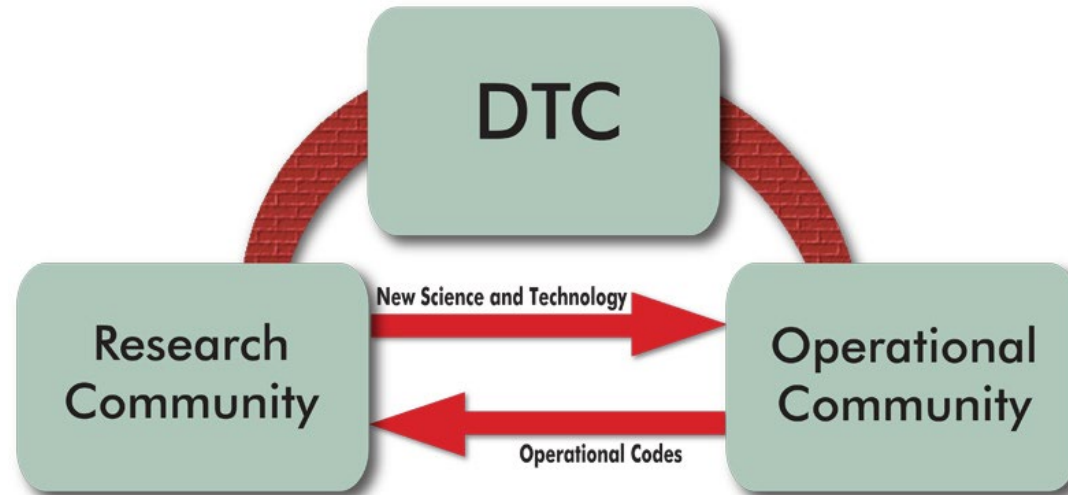 DTC
New Science and Technology
Research
Community
Operational
Community
Operational Codes